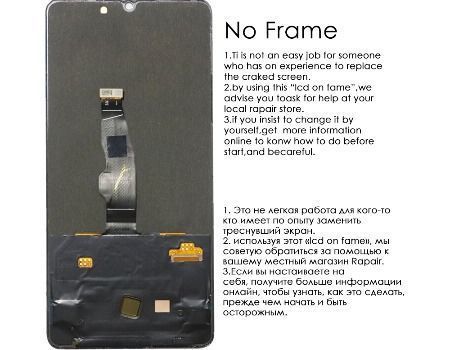 No Frame
1.Ti is not an easy job for someone
who has on experience to replace
the craked screen.
2.by using this "lcd on fame",we
advise you toask for help at your
local rapair store.
3.if you insist to change it by
yourself,get more information
online to konw how to do before
start,and becareful.
1. Это не легкая работа для кого-то
кто имеет по опыту заменить
треснувший экран.
2. используя этот «lcd on fame», мы
советую обратиться за помощью к
вашему местный магазин Rapair.
3.Если вы настаиваете на
себя, получите больше информации
онлайн, чтобы узнать, как это сделать,
прежде чем начать и быть
осторожным.